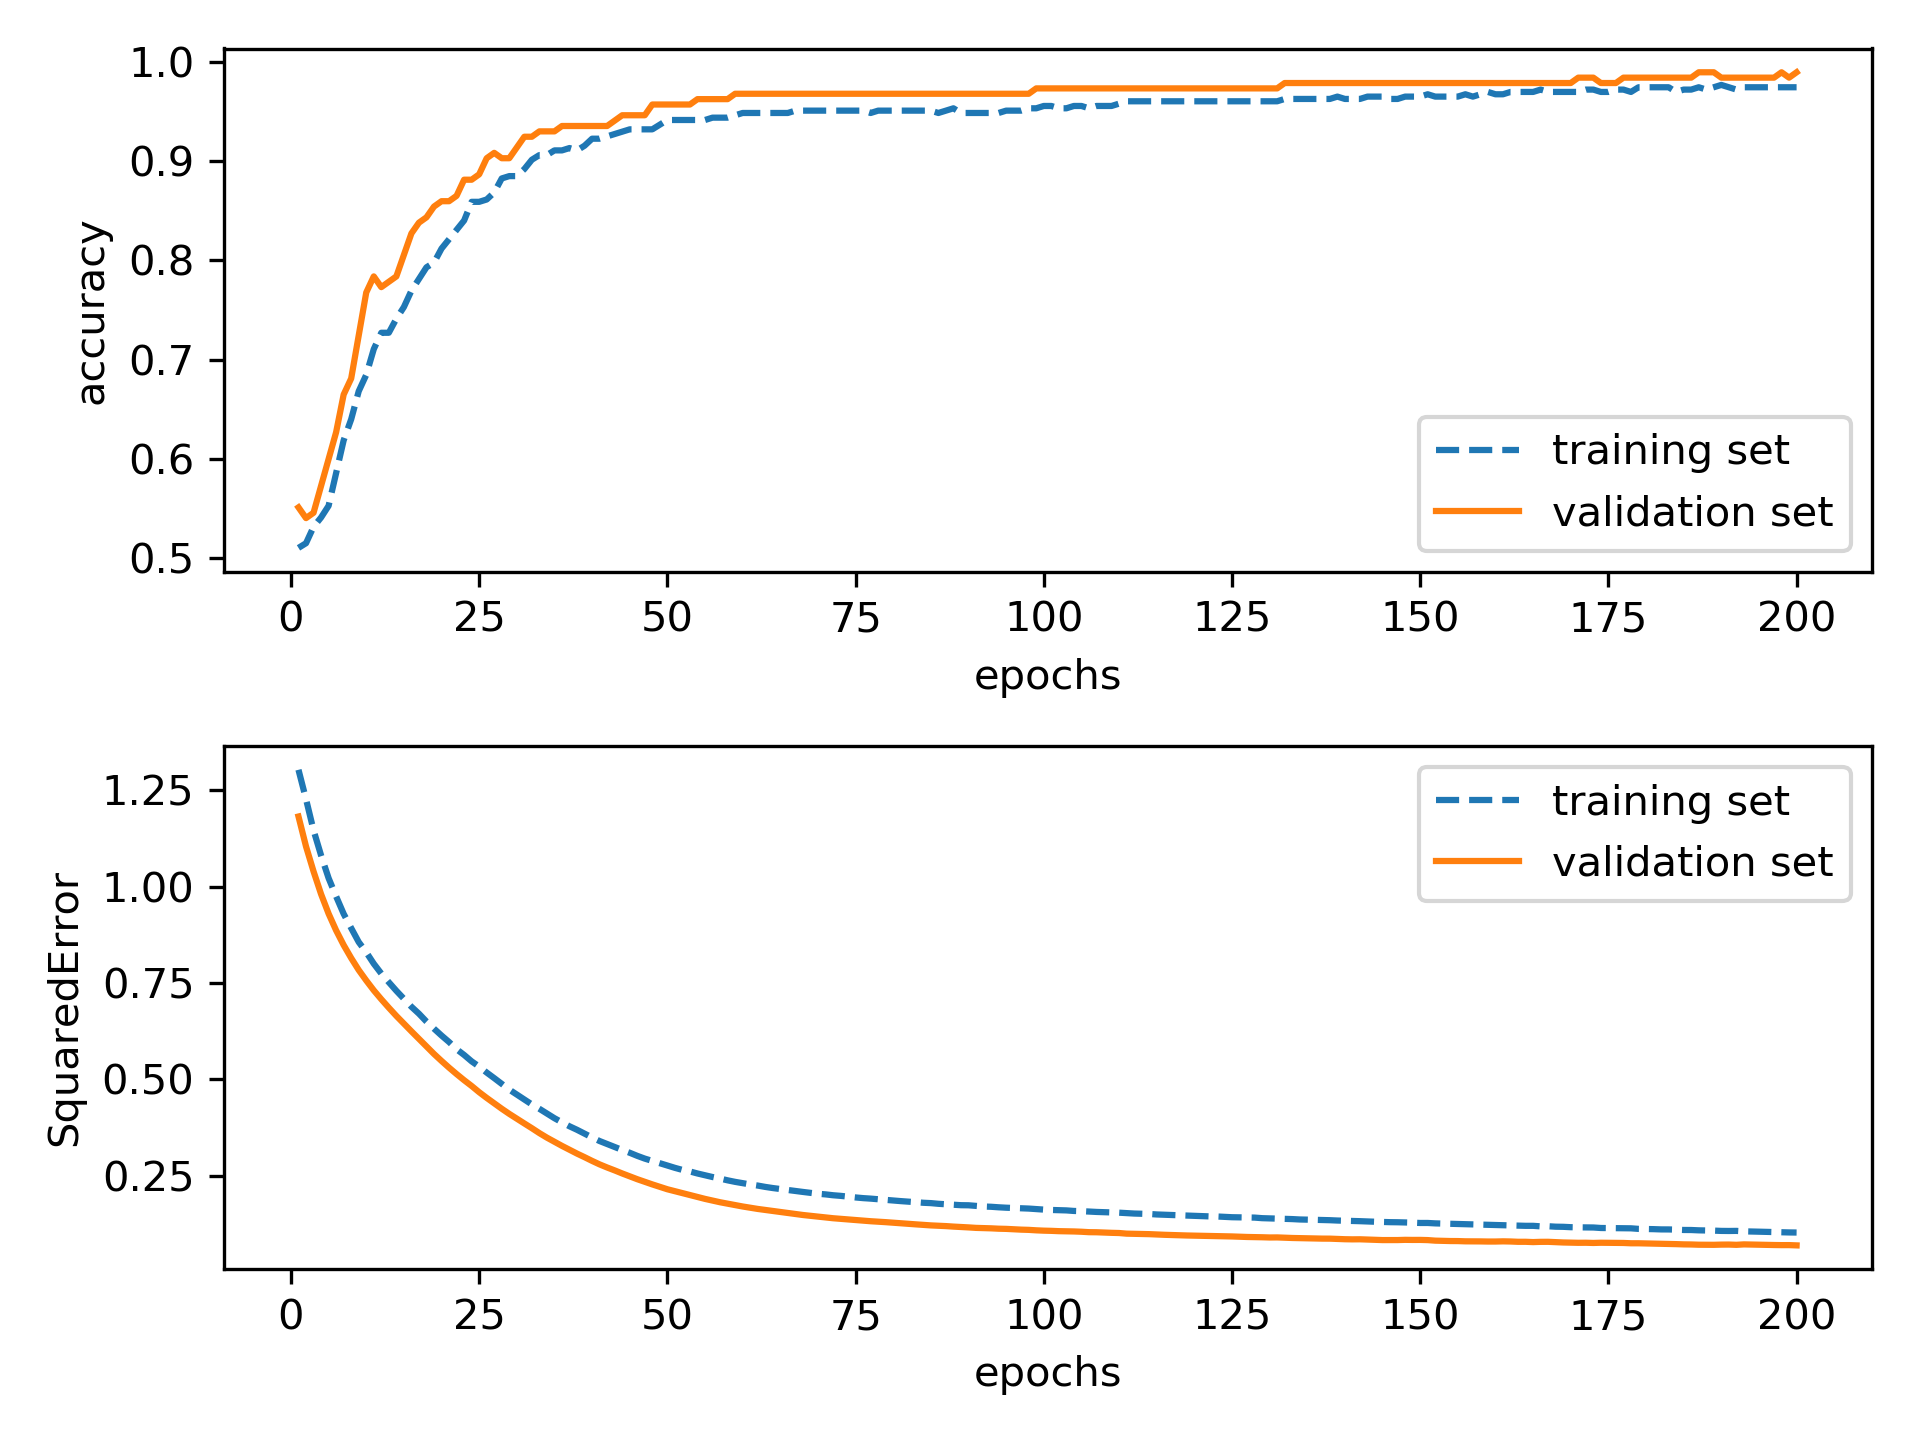 1.0
0.9
0.8
0.7
0.6
0.5
accuracy
0 25 50 75 100 125 150 175 200
epochs
training set
validation set
1.25
1.00
0.75
0.50
0.25
SquaredError
0 25 50 75 100 125 150 175 200
epochs
training set
validation set